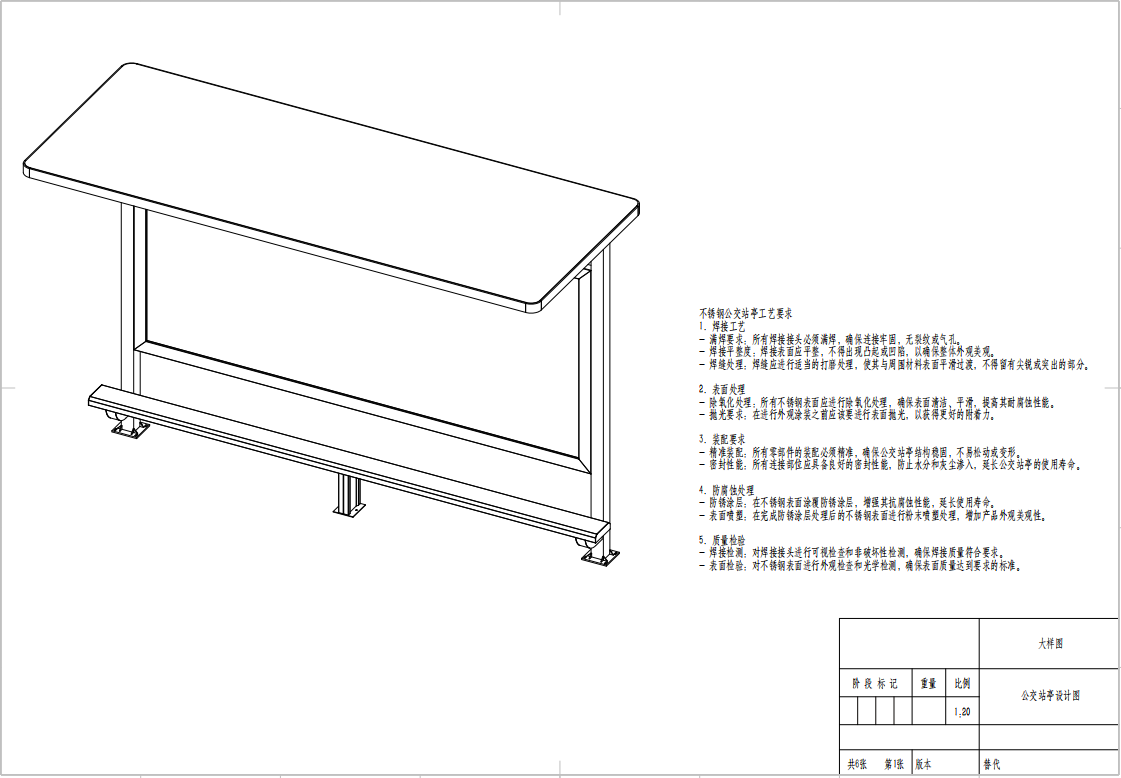 不锈钢公交站亭工艺要求
1. 焊接工艺
- 满焊要求：所有焊接接头必须满焊，确保连接牢固，无裂纹或气孔。
- 焊接平整度：焊接表面应平整，不得出现凸起或凹陷，以确保整体外观美观。
- 焊缝处理：焊缝应进行适当的打磨处理，使其与周围材料表面平滑过渡，不得留有尖锐或突出的部分。
2. 表面处理
- 除氧化处理：所有不锈钢表面应进行除氧化处理，确保表面清洁、平滑，提高其耐腐蚀性能。
- 抛光要求：在进行外观涂装之前应该要进行表面抛光，以获得更好的附着力。
3. 装配要求
- 精准装配：所有零部件的装配必须精准，确保公交站亭结构稳固，不易松动或变形。
- 密封性能：所有连接部位应具备良好的密封性能，防止水分和灰尘渗入，延长公交站亭的使用寿命。
4. 防腐蚀处理
- 防锈涂层：在不锈钢表面涂覆防锈涂层，增强其抗腐蚀性能，延长使用寿命。
- 表面喷塑：在完成防锈涂层处理后的不锈钢表面进行粉末喷塑处理，增加产品外观美观性。
5. 质量检验
- 焊接检测：对焊接接头进行可视检查和非破坏性检测，确保焊接质量符合要求。
- 表面检验：对不锈钢表面进行外观检查和光学检测，确保表面质量达到要求的标准。
大样图
阶段标记 重量 比例
公交站亭设计图
1:20
共6张 第1张 版本 替代